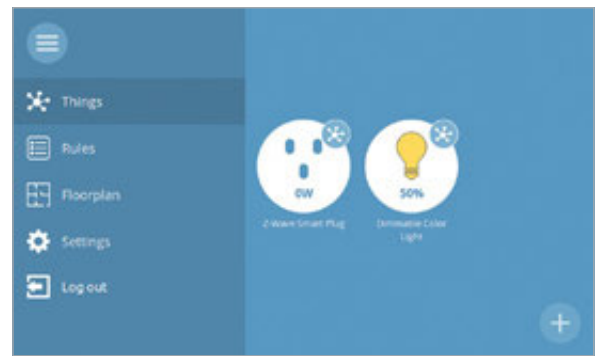 Things
Rules
Floorplan
Settings
Log out
0W
50%
Z-Wave Smart Plug
Dimmable Color
Light